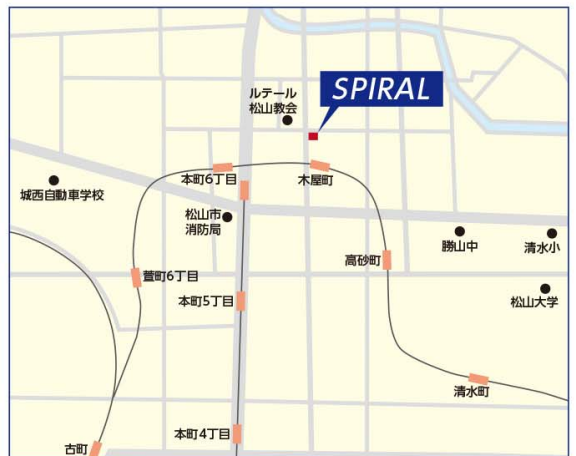 SPIRAL
ルテール
松山教会
本町6丁目
木屋町
城西自動車学校
松山市
消防局
勝山中
清水小
高砂町
萱町6丁目
松山大学
本町5丁目
清水町
本町4丁目
古町